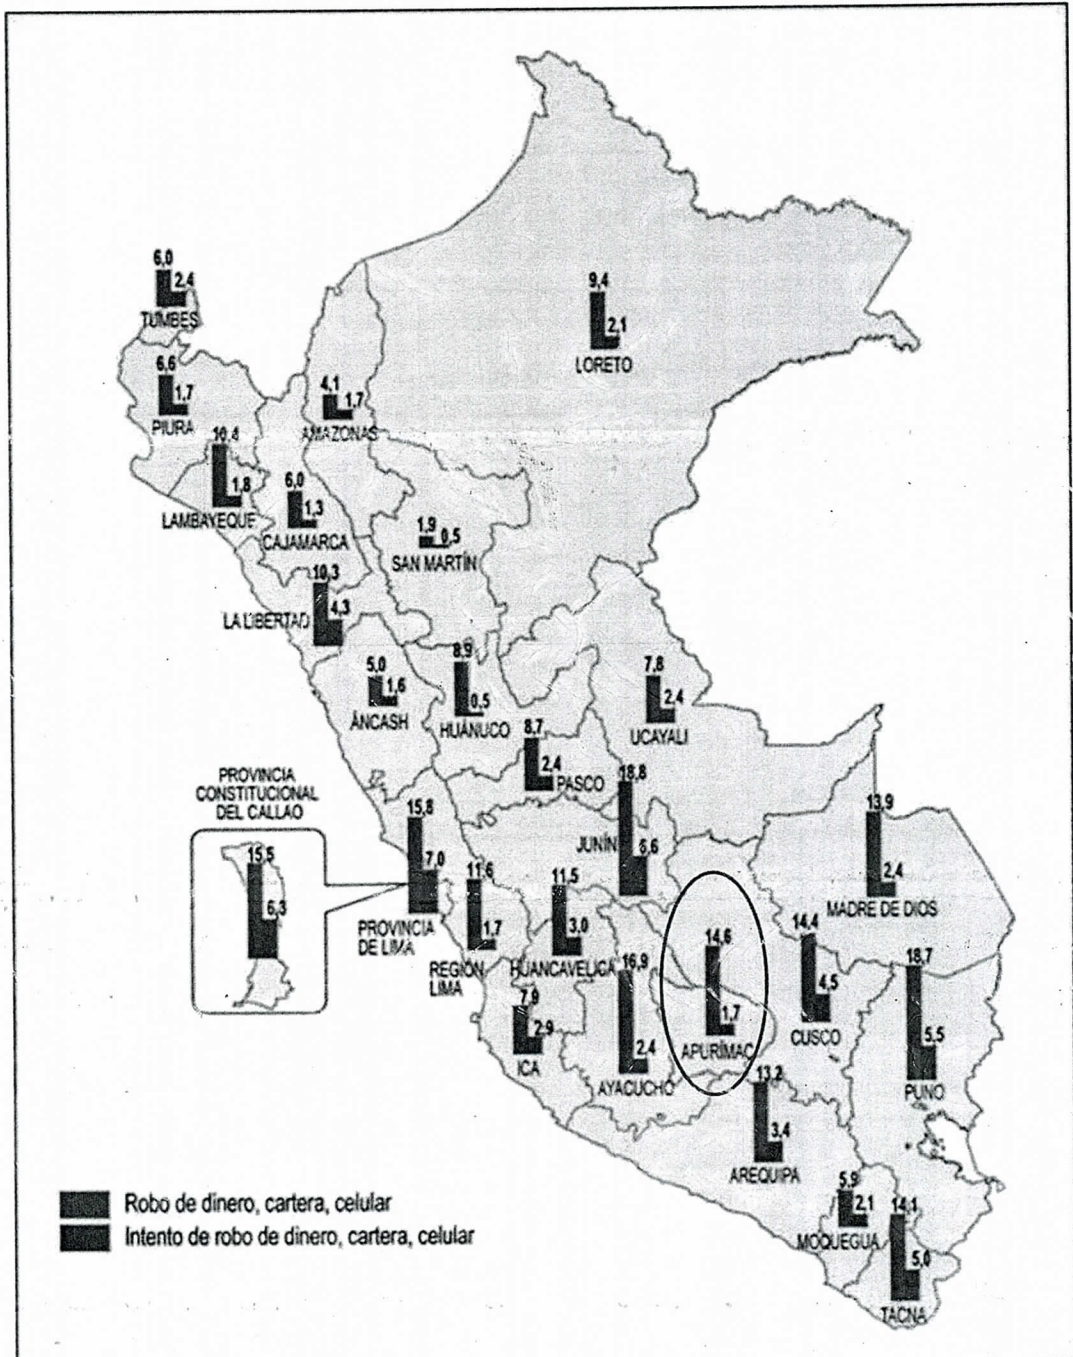 6,0
2,4
TUMBES
9,4
2,1
LORETO
6,6
1,7
PIURA
4,1
1,7
AMAZONAS
10,4
1,8
LAMBAYEQUE
6,0
1,3
CAJAMARCA
1,9
0,5
SAN MARTÍN
10,3
4,3
LA LIBERTAD
5,0
1,6
ÁNCASH
8,9
0,5
HUÁNUCO
7,8
2,4
UCAYALI
8,7
2,4
PASCO
PROVINCIA
CONSTITUCIONAL
DEL CALLAO
15,5
6,3
15,8
7,0
PROVINCIA
DE LIMA
18,8
6,6
JUNÍN
13,9
2,4
MADRE DE DIOS
11,6
1,7
REGIÓN
LIMA
11,5
3,0
HUANCAVELICA
14,6
1,7
APURÍMAC
14,4
4,5
CUSCO
18,7
5,5
PUNO
7,9
2,9
ICA
16,9
2,4
AYACUCHO
13,2
3,4
AREQUIPA
5,9
2,1
MOQUEGUA
14,1
5,0
TACNA
Robo de dinero, cartera, celular
Intento de robo de dinero, cartera, celular